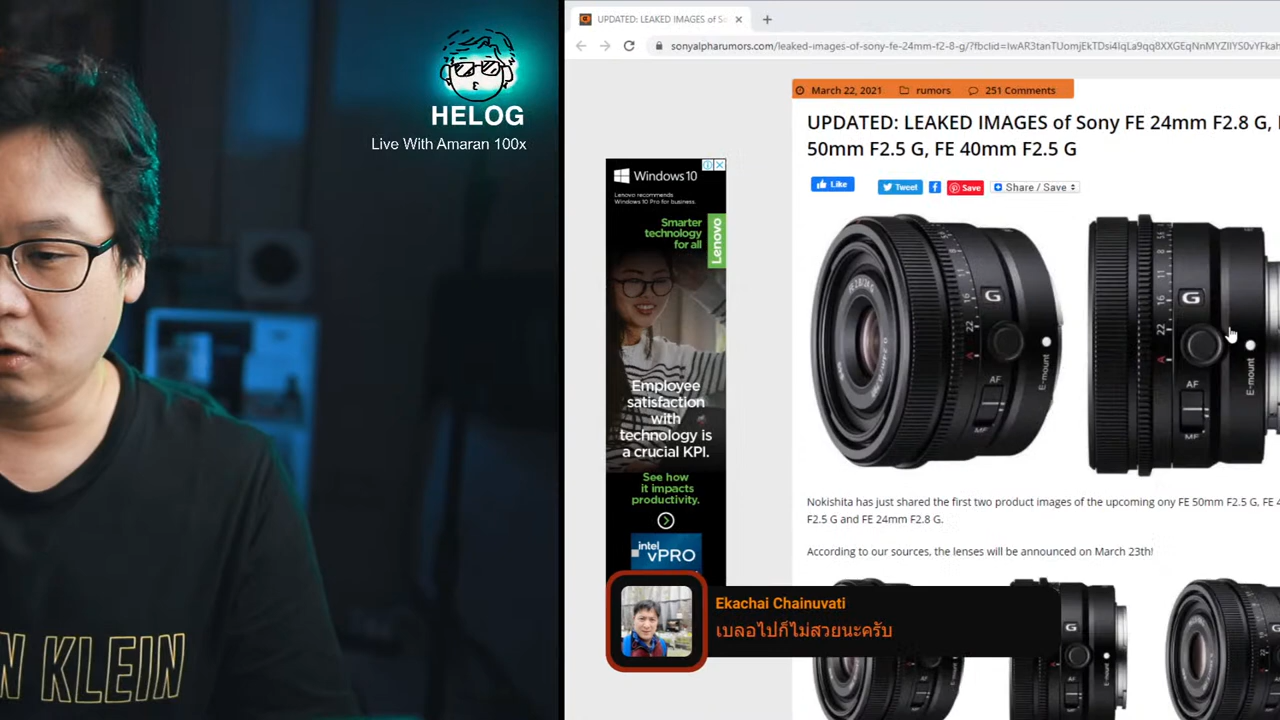 HELOG
Live With Amaran 100x
N KLEIN
UPDATED: LEAKED IMAGES of So
sonyalpharumors.com/leaked-images-of-sony-fe-24mm-f2-8-g/?fbclid=
March 22, 2021 rumors 251 Comments
UPDATED: LEAKED IMAGES of Sony FE 24mm F2.8 G,
50mm F2.5 G, FE 40mm F2.5 G
Like Tweet Save Share / Save
Windows 10
Lenovo recommends
Windows 10 Pro for business.
Smarter
technology
for all
Lenovo
Employee
satisfaction
with
technology is
a crucial KPI.
See how
it impacts
productivity.
intel
vPRO
G
22
A
AF
MF
E-mount
G
11
16
22
A
AF
MF
E-mount
Nokishita has just shared the first two product images of the upcoming ony FE 50mm F2.5 G, FE
F2.5 G and FE 24mm F2.8 G.
According to our sources, the lenses will be announced on March 23th!
Ekachai Chainuvati
เบลอไปก็ไม่สวยนะครับ